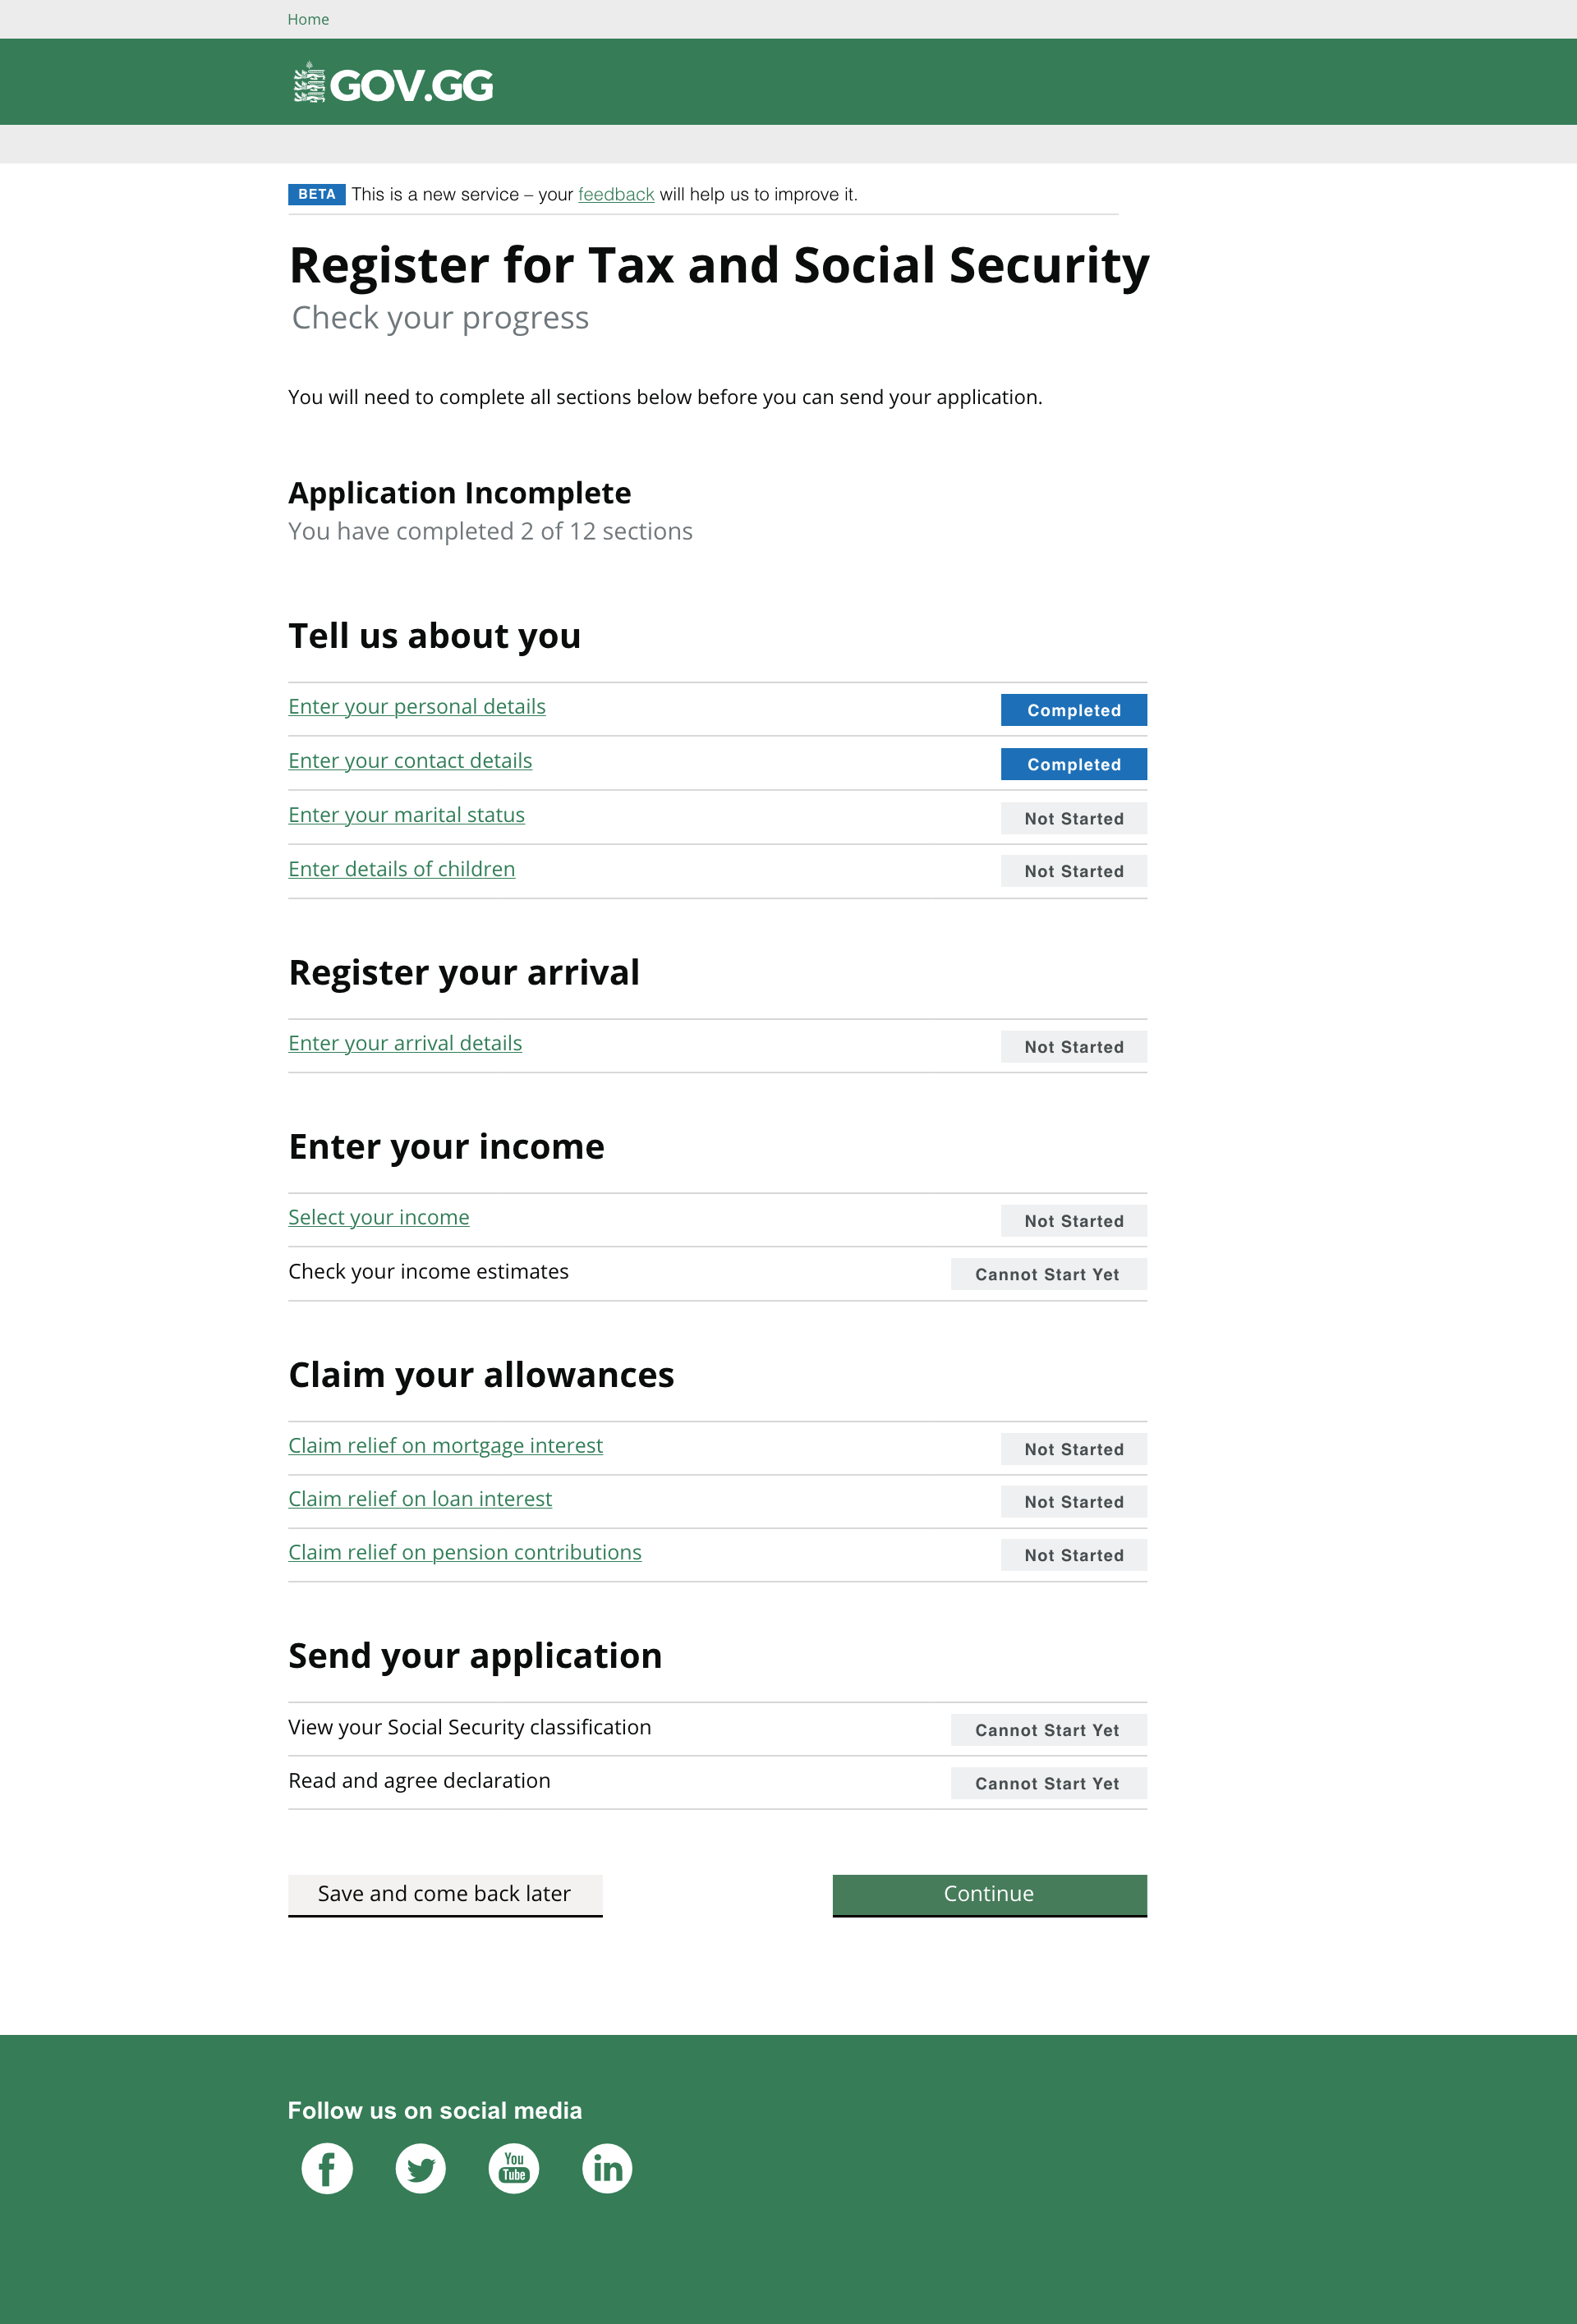 Home
GOV.GG
BETA This is a new service – your feedback will help us to improve it.
Register for Tax and Social Security
Check your progress
You will need to complete all sections below before you can send your application.
Application Incomplete
You have completed 2 of 12 sections
Tell us about you
Enter your personal details Completed
Enter your contact details Completed
Enter your marital status Not Started
Enter details of children Not Started
Register your arrival
Enter your arrival details Not Started
Enter your income
Select your income Not Started
Check your income estimates Cannot Start Yet
Claim your allowances
Claim relief on mortgage interest Not Started
Claim relief on loan interest Not Started
Claim relief on pension contributions Not Started
Send your application
View your Social Security classification Cannot Start Yet
Read and agree declaration Cannot Start Yet
Save and come back later Continue
Follow us on social media
f You Tube in